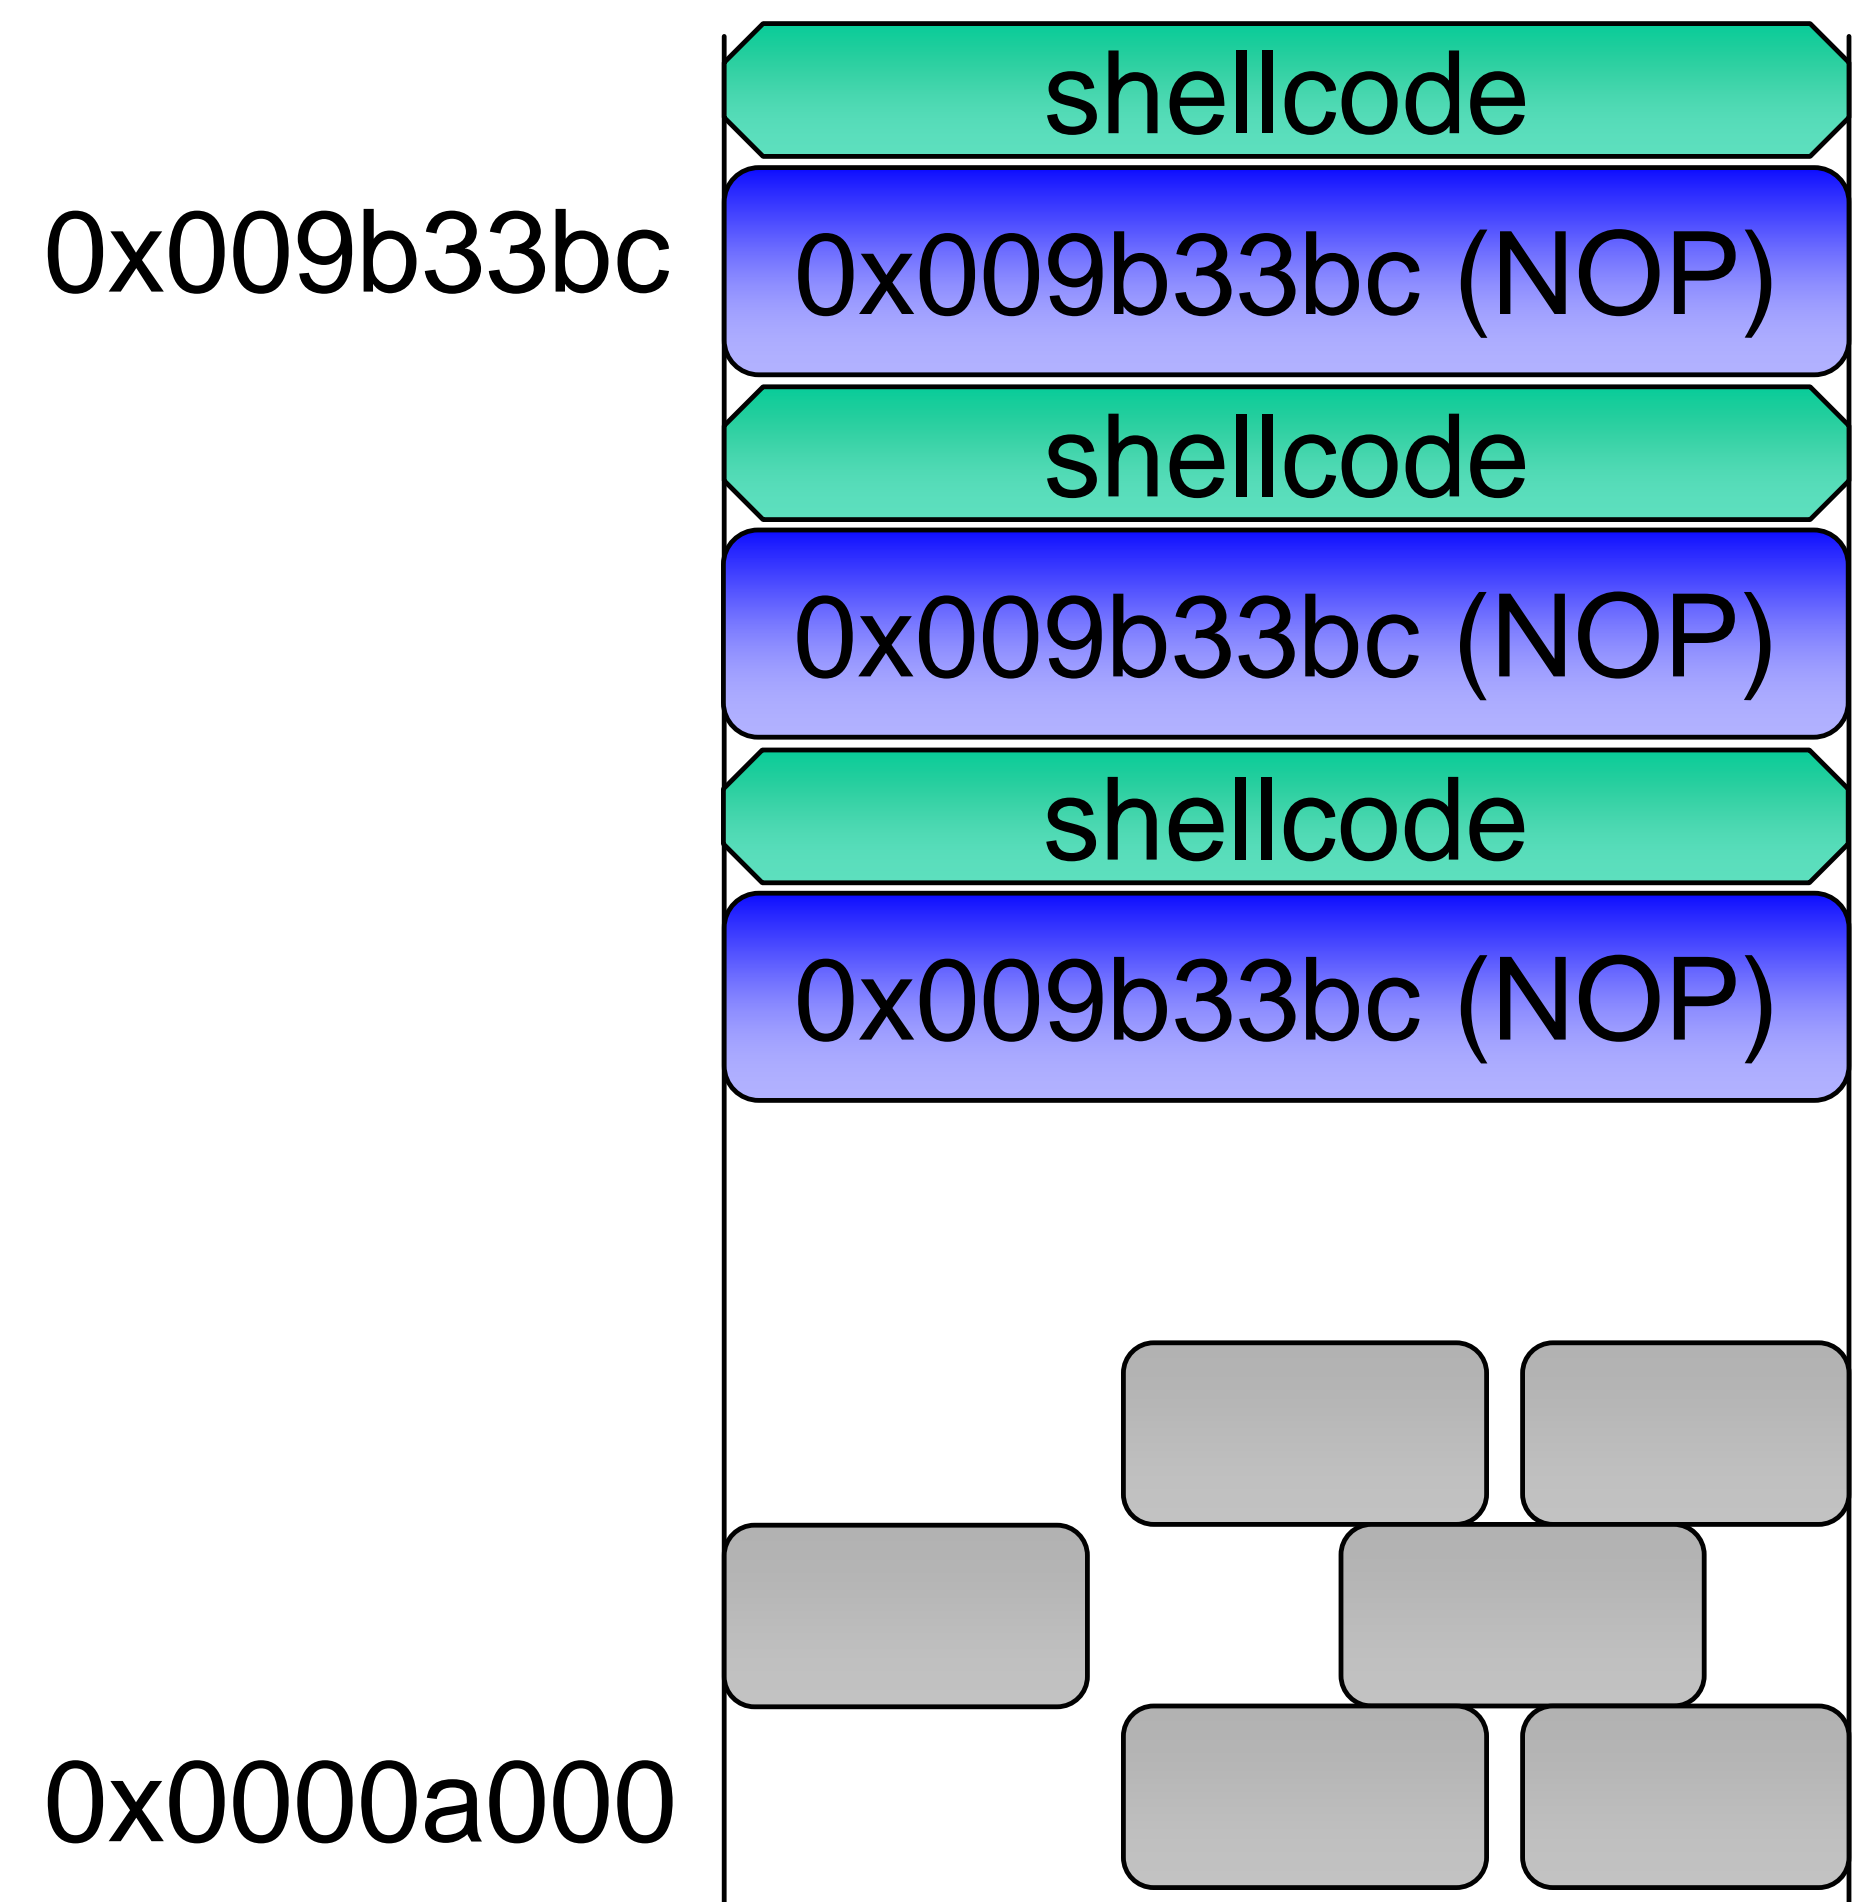 shellcode
0x009b33bc
0x009b33bc (NOP)
shellcode
0x009b33bc (NOP)
shellcode
0x009b33bc (NOP)
0x0000a000